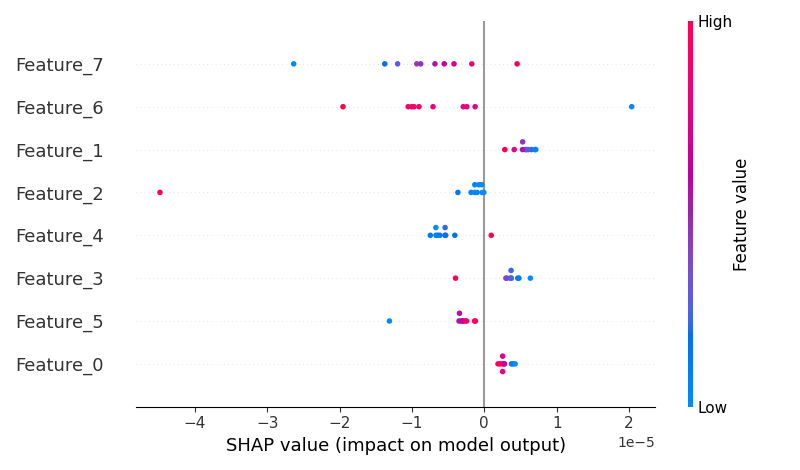 High
Feature_7
Feature_6
Feature_1
Feature_2
Feature_4
Feature_3
Feature_5
Feature_0
Feature value
Low
−4 −3 −2 −1 0 1 2
1e−5
SHAP value (impact on model output)